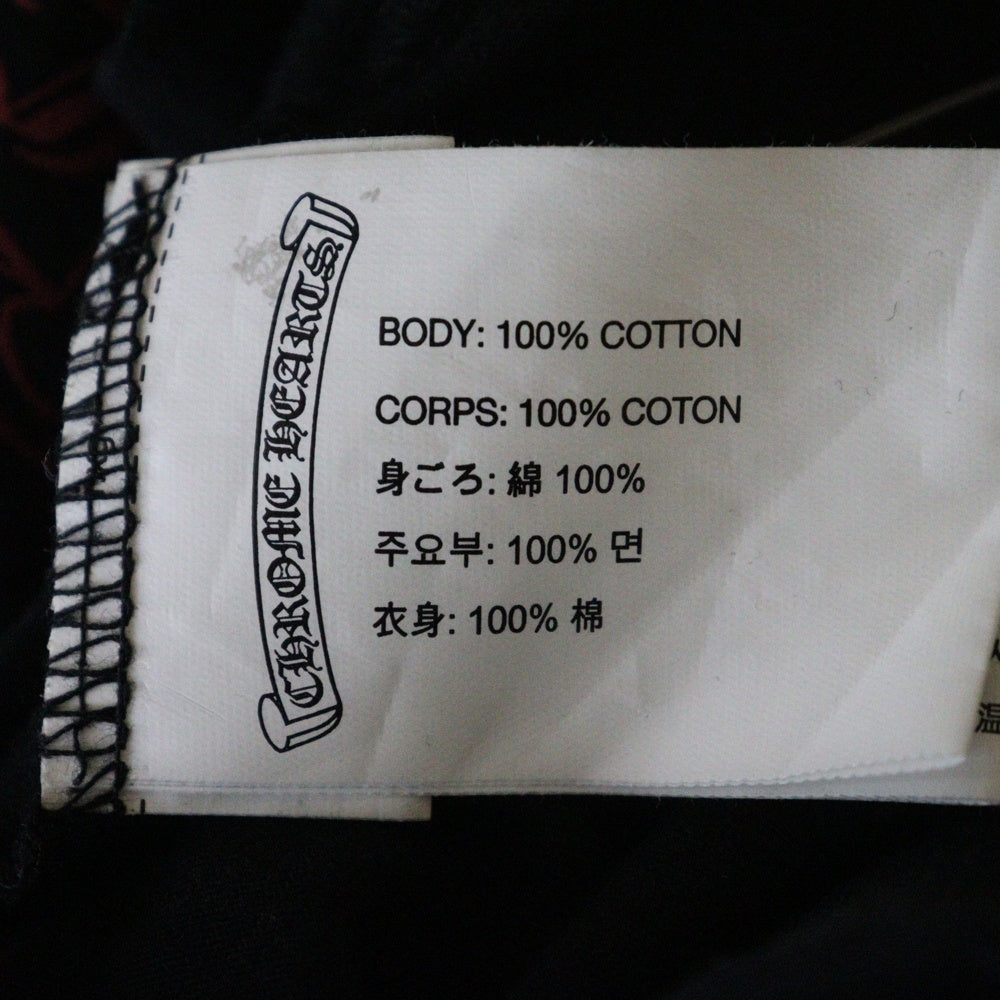 CHROME HEARTS
BODY: 100% COTTON
CORPS: 100% COTON
身ごろ: 綿 100%
주요부: 100% 면
衣身: 100% 棉
温